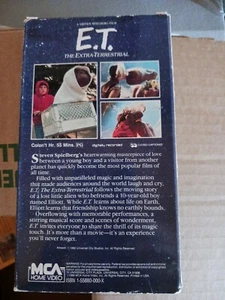 A STEVEN SPIELBERG FILM
E.T.
THE EXTRA-TERRESTRIAL
Color/1 Hr. 55 Mins.
digitally recorded
Steven Spielberg's heartwarming masterpiece of love
between a young boy and a visitor from another
planet has quickly become the most popular film of
all time.
Filled with unparalleled magic and imagination
that made audiences around the world laugh and cry,
E.T. The Extra-Terrestrial follows the moving story
of a lost little alien who befriends a 10-year-old boy
named Elliott. While E.T. learns about life on Earth,
Elliott learns that friendship knows no earthly bounds.
Overflowing with memorable performances, a
stirring musical score and scenes of wonderment,
E.T. invites everyone to share the thrill of its magic
touch. It's more than a movie—it's an experience
you'll never forget.
MCA
HOME VIDEO